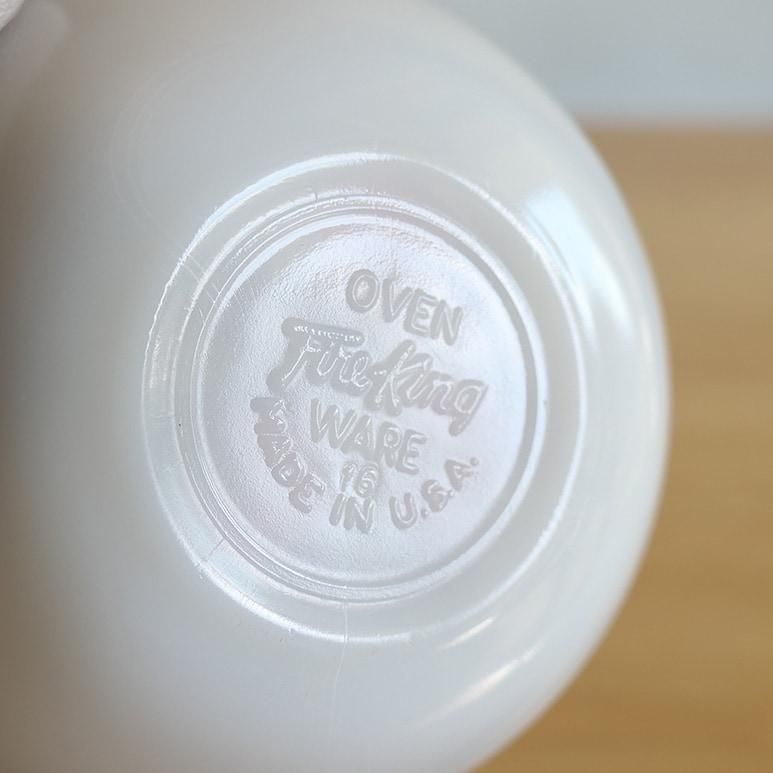 OVEN
Fire-King
WARE
16
MADE IN U.S.A.